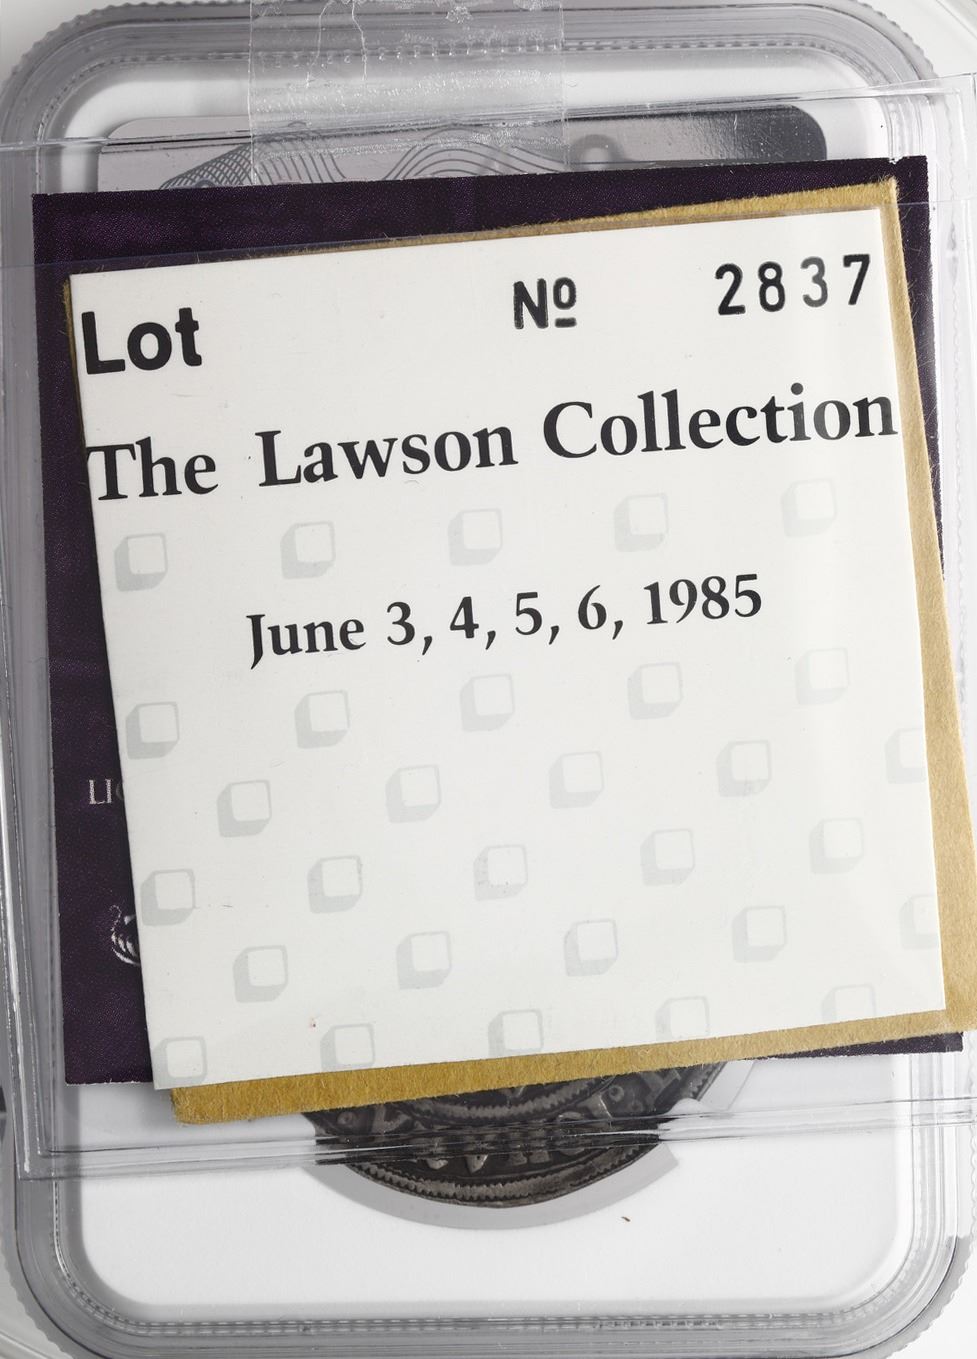 Lot № 2837
The Lawson Collection
June 3, 4, 5, 6, 1985